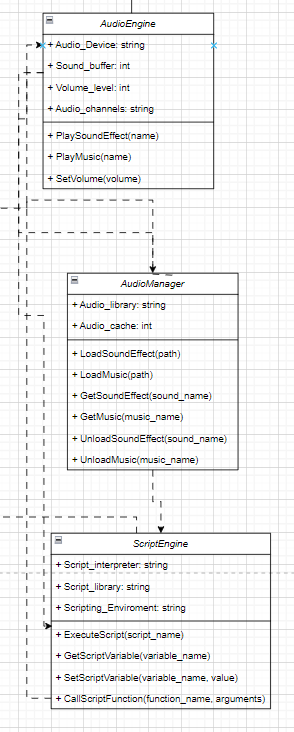 AudioEngine
+ Audio_Device: string
+ Sound_buffer: int
+ Volume_level: int
+ Audio_channels: string
+ PlaySoundEffect(name)
+ PlayMusic(name)
+ SetVolume(volume)
AudioManager
+ Audio_library: string
+ Audio_cache: int
+ LoadSoundEffect(path)
+ LoadMusic(path)
+ GetSoundEffect(sound_name)
+ GetMusic(music_name)
+ UnloadSoundEffect(sound_name)
+ UnloadMusic(music_name)
ScriptEngine
+ Script_interpreter: string
+ Script_library: string
+ Scripting_Enviroment: string
+ ExecuteScript(script_name)
+ GetScriptVariable(variable_name)
+ SetScriptVariable(variable_name, value)
+ CallScriptFunction(function_name, arguments)